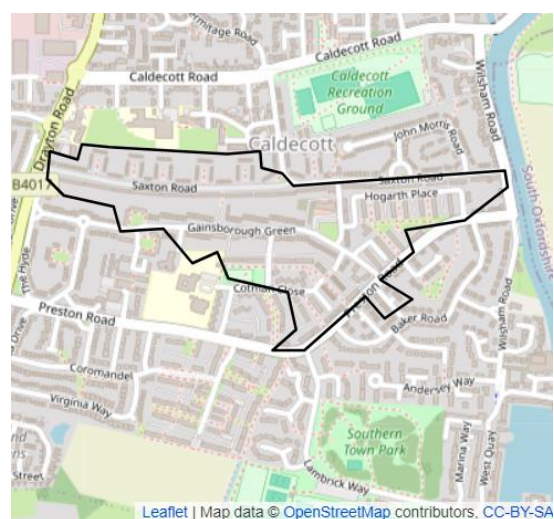 Caldecott Road
Caldecott Road
Caldecott
Recreation
Ground
Wilsham Road
Drayton Road
John Morris Road
Caldecott
B4017
Saxton Road
Saxton Road
Hogarth Place
South Oxfordshire
Gainsborough Green
The Hyde
Cotman Close
Preston Road
Preston Road
Baker Road
Wilsham Road
Coromandel
Virginia Way
Andersey Way
Southern
Town Park
Marina Way
West Quay
Street
Lambrick Way
Leaflet | Map data © OpenStreetMap contributors, CC-BY-SA